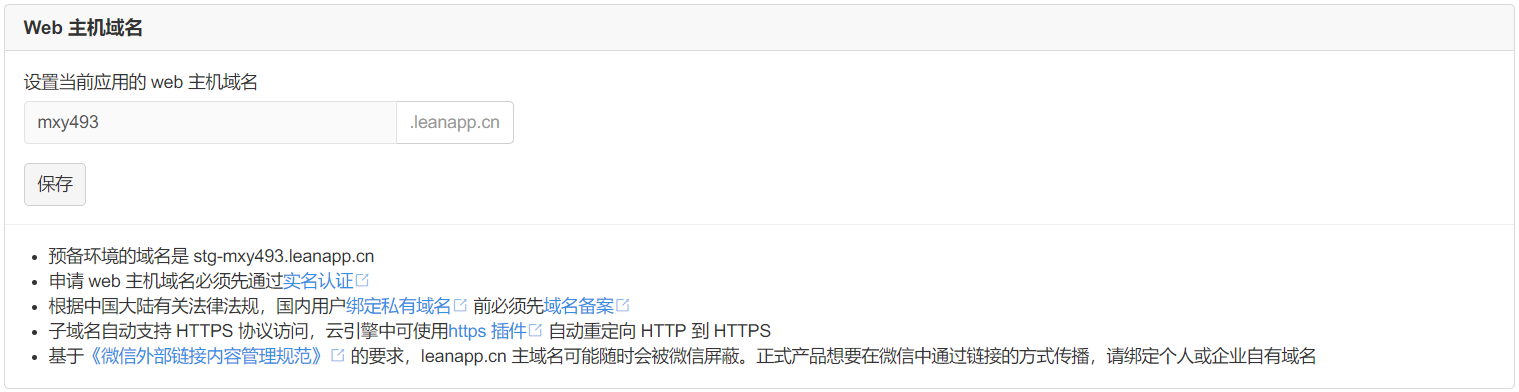 Web 主机域名
设置当前应用的 web 主机域名
mxy493 .leanapp.cn
保存
预备环境的域名是 stg-mxy493.leanapp.cn
申请 web 主机域名必须先通过实名认证
根据中国大陆有关法律法规，国内用户绑定私有域名 前必须先域名备案
子域名自动支持 HTTPS 协议访问，云引擎中可使用https 插件 自动重定向 HTTP 到 HTTPS
基于《微信外部链接内容管理规范》 的要求，leanapp.cn 主域名可能随时会被微信屏蔽。正式产品想要在微信中通过链接的方式传播，请绑定个人或企业自有域名